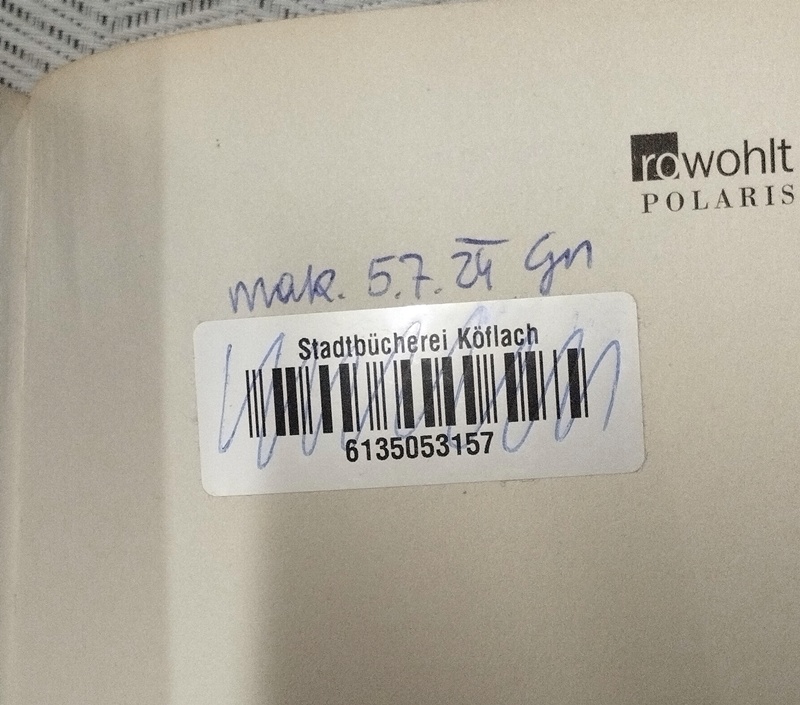 rowohlt
POLARIS
mak. 5.7. 24 Gn
Stadtbücherei Köflach
6135053157